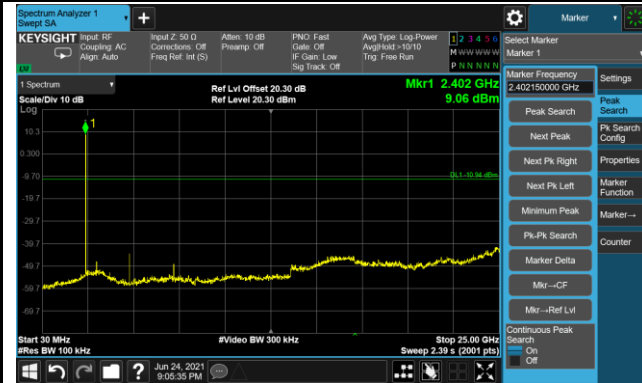 Spectrum Analyzer 1
Swept SA
Marker
KEYSIGHT
Input: RF
Coupling: AC
Align: Auto
Input Z: 50 Ω
Corrections: Off
Freq Ref: Int (S)
Atten: 10 dB
Preamp: Off
PNO: Fast
Gate: Off
IF Gain: Low
Sig Track: Off
Avg Type: Log-Power
Avg|Hold:>10/10
Trig: Free Run
1 2 3 4 5 6
M W W W W W
P N N N N N
Select Marker
Marker 1
1 Spectrum
Scale/Div 10 dB
Log
Ref Lvl Offset 20.30 dB
Ref Level 20.30 dBm
Mkr1 2.402 GHz
9.06 dBm
1
10.3
0.300
-9.70
-19.7
-29.7
-39.7
-49.7
-59.7
-69.7
DL1 -10.94 dBm
Start 30 MHz
#Res BW 100 kHz
#Video BW 300 kHz
Stop 25.00 GHz
Sweep 2.39 s (2001 pts)
Marker Frequency
2.402150000 GHz
Peak Search
Next Peak
Next Pk Right
Next Pk Left
Minimum Peak
Pk-Pk Search
Marker Delta
Mkr→CF
Mkr→Ref Lvl
Continuous Peak
Search
On
Off
Settings
Peak
Search
Pk Search
Config
Properties
Marker
Function
Marker→
Counter
Jun 24, 2021
9:05:35 PM